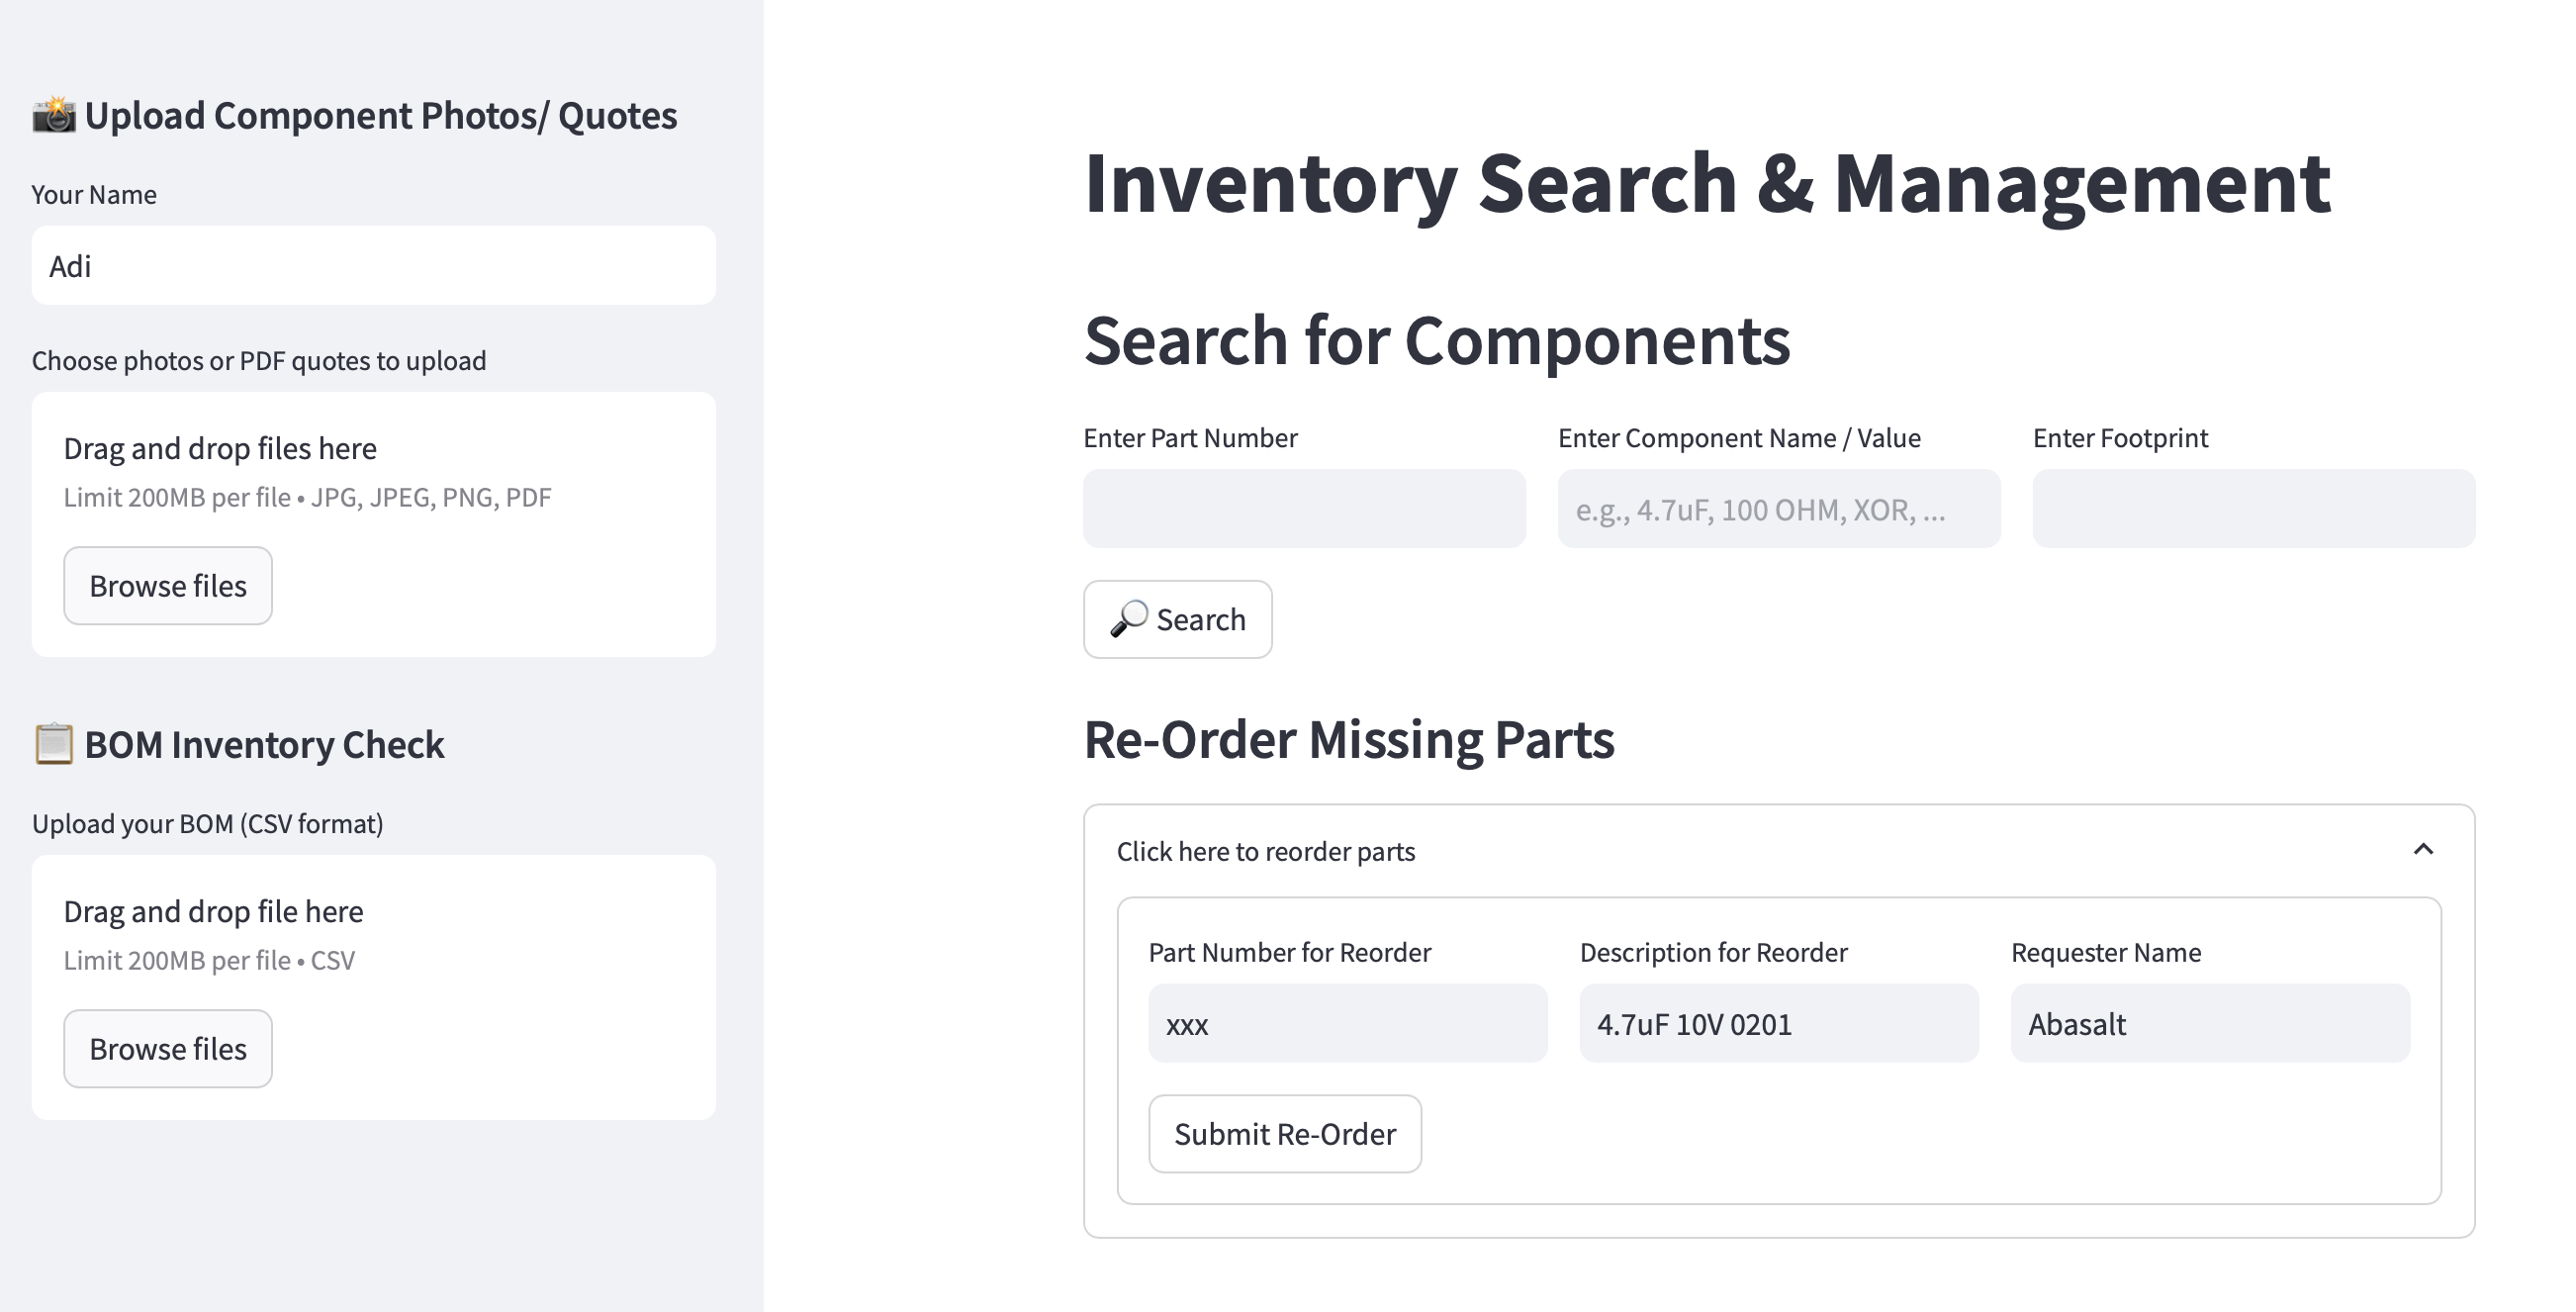 Upload Component Photos/ Quotes
Your Name
Adi
Choose photos or PDF quotes to upload
Drag and drop files here
Limit 200MB per file • JPG, JPEG, PNG, PDF
Browse files
BOM Inventory Check
Upload your BOM (CSV format)
Drag and drop file here
Limit 200MB per file • CSV
Browse files
Inventory Search & Management
Search for Components
Enter Part Number
Enter Component Name / Value
Enter Footprint
e.g., 4.7uF, 100 OHM, XOR, ...
Search
Re-Order Missing Parts
Click here to reorder parts
Part Number for Reorder
Description for Reorder
Requester Name
xxx
4.7uF 10V 0201
Abasalt
Submit Re-Order